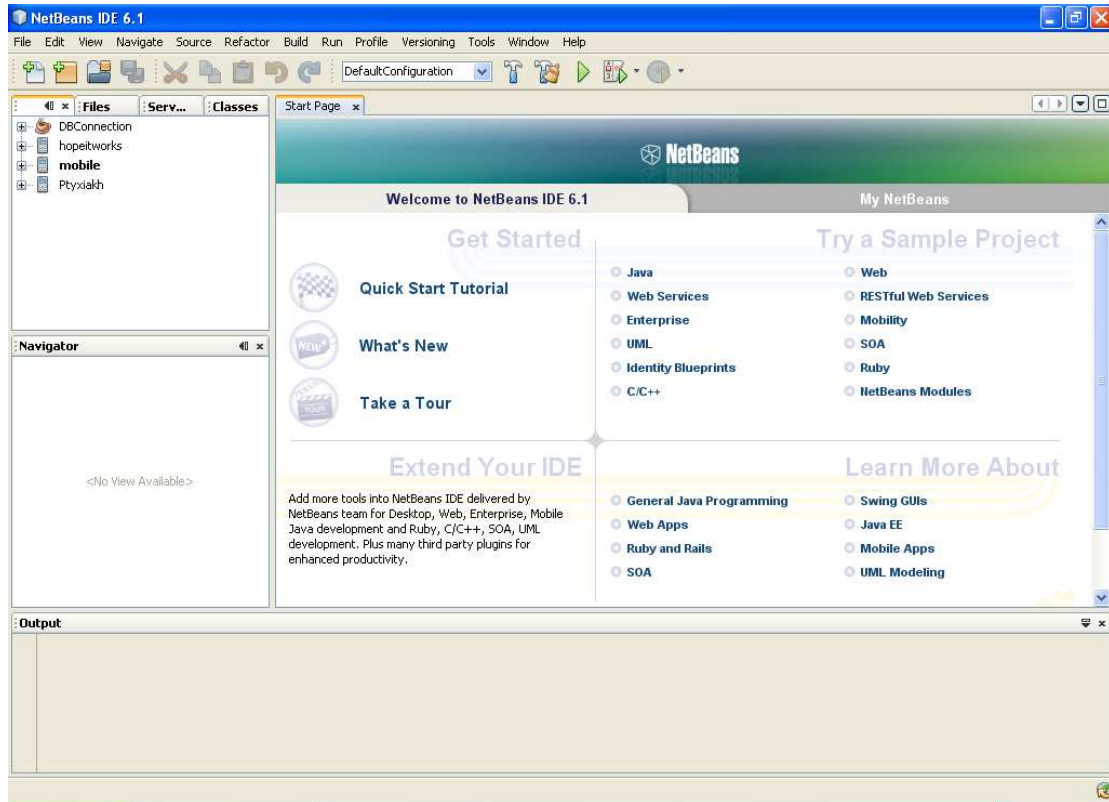 NetBeans IDE 6.1
File Edit View Navigate Source Refactor Build Run Profile Versioning Tools Window Help
DefaultConfiguration
Files Serv... Classes
DBConnection
hopeitworks
mobile
Ptyxiakh
Navigator
<No View Available>
Start Page
NetBeans
Welcome to NetBeans IDE 6.1 My NetBeans
Get Started
Quick Start Tutorial
NEW
What's New
TOUR
Take a Tour
Try a Sample Project
Java
Web Services
Enterprise
UML
Identity Blueprints
C/C++
Web
RESTful Web Services
Mobility
SOA
Ruby
NetBeans Modules
Extend Your IDE
Add more tools into NetBeans IDE delivered by
NetBeans team for Desktop, Web, Enterprise, Mobile
Java development and Ruby, C/C++, SOA, UML
development. Plus many third party plugins for
enhanced productivity.
Learn More About
General Java Programming
Web Apps
Ruby and Rails
SOA
Swing GUIs
Java EE
Mobile Apps
UML Modeling
Output